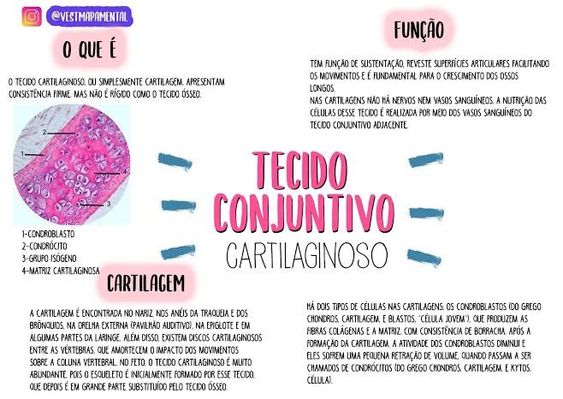 @VESTMAPAMENTAL
O QUE É
O TECIDO CARTILAGINOSO, OU SIMPLESMENTE CARTILAGEM, APRESENTAM
CONSISTÊNCIA FIRME, MAS NÃO É RÍGIDO COMO O TECIDO ÓSSEO.
2
1
4
3
1-CONDROBLASTO
2-CONDRÓCITO
3-GRUPO ISÓGENO
4-MATRIZ CARTILAGINOSA
FUNÇÃO
TEM FUNÇÃO DE SUSTENTAÇÃO, REVESTE SUPERFÍCIES ARTICULARES FACILITANDO
OS MOVIMENTOS E É FUNDAMENTAL PARA O CRESCIMENTO DOS OSSOS
LONGOS.
NAS CARTILAGENS NÃO HÁ NERVOS NEM VASOS SANGUÍNEOS. A NUTRIÇÃO DAS
CÉLULAS DESSE TECIDO É REALIZADA POR MEIO DOS VASOS SANGUÍNEOS DO
TECIDO CONJUNTIVO ADJACENTE.
TECIDO
CONJUNTIVO
CARTILAGINOSO
CARTILAGEM
A CARTILAGEM É ENCONTRADA NO NARIZ, NOS ANÉIS DA TRAQUEIA E DOS
BRÔNQUIOS, NA ORELHA EXTERNA (PAVILHÃO AUDITIVO), NA EPIGLOTE E EM
ALGUMAS PARTES DA LARINGE. ALÉM DISSO, EXISTEM DISCOS CARTILAGINOSOS
ENTRE AS VÉRTEBRAS, QUE AMORTECEM O IMPACTO DOS MOVIMENTOS
SOBRE A COLUNA VERTEBRAL. NO FETO, O TECIDO CARTILAGINOSO É MUITO
ABUNDANTE, POIS O ESQUELETO É INICIALMENTE FORMADO POR ESSE TECIDO,
QUE DEPOIS É EM GRANDE PARTE SUBSTITUÍDO PELO TECIDO ÓSSEO.
HÁ DOIS TIPOS DE CÉLULAS NAS CARTILAGENS: OS CONDROBLASTOS (DO GREGO
CHONDROS, CARTILAGEM, E BLASTOS, "CÉLULA JOVEM"), QUE PRODUZEM AS
FIBRAS COLÁGENAS E A MATRIZ, COM CONSISTÊNCIA DE BORRACHA. APÓS A
FORMAÇÃO DA CARTILAGEM, A ATIVIDADE DOS CONDROBLASTOS DIMINUI E
ELES SOFREM UMA PEQUENA RETRAÇÃO DE VOLUME, QUANDO PASSAM A SER
CHAMADOS DE CONDRÓCITOS (DO GREGO CHONDROS, CARTILAGEM, E KYTOS,
CÉLULA).